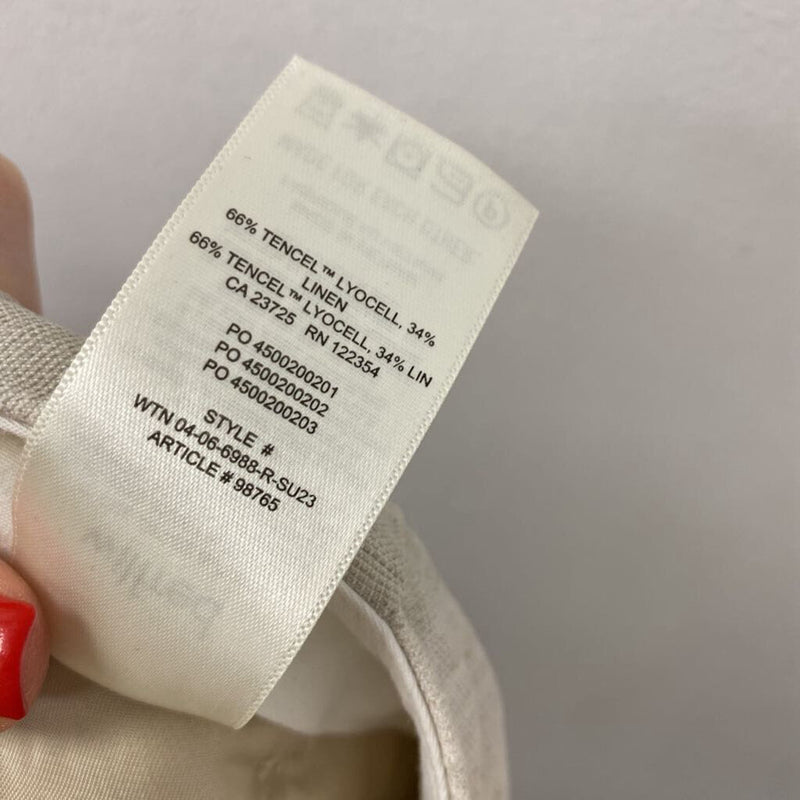 66% TENCEL™ LYOCELL, 34%
LINEN
66% TENCEL™ LYOCELL, 34% LIN
CA 23725 RN 122354
PO 4500200201
PO 4500200202
PO 4500200203
STYLE #
WTN 04-06-6988-R-SU23
ARTICLE # 98765